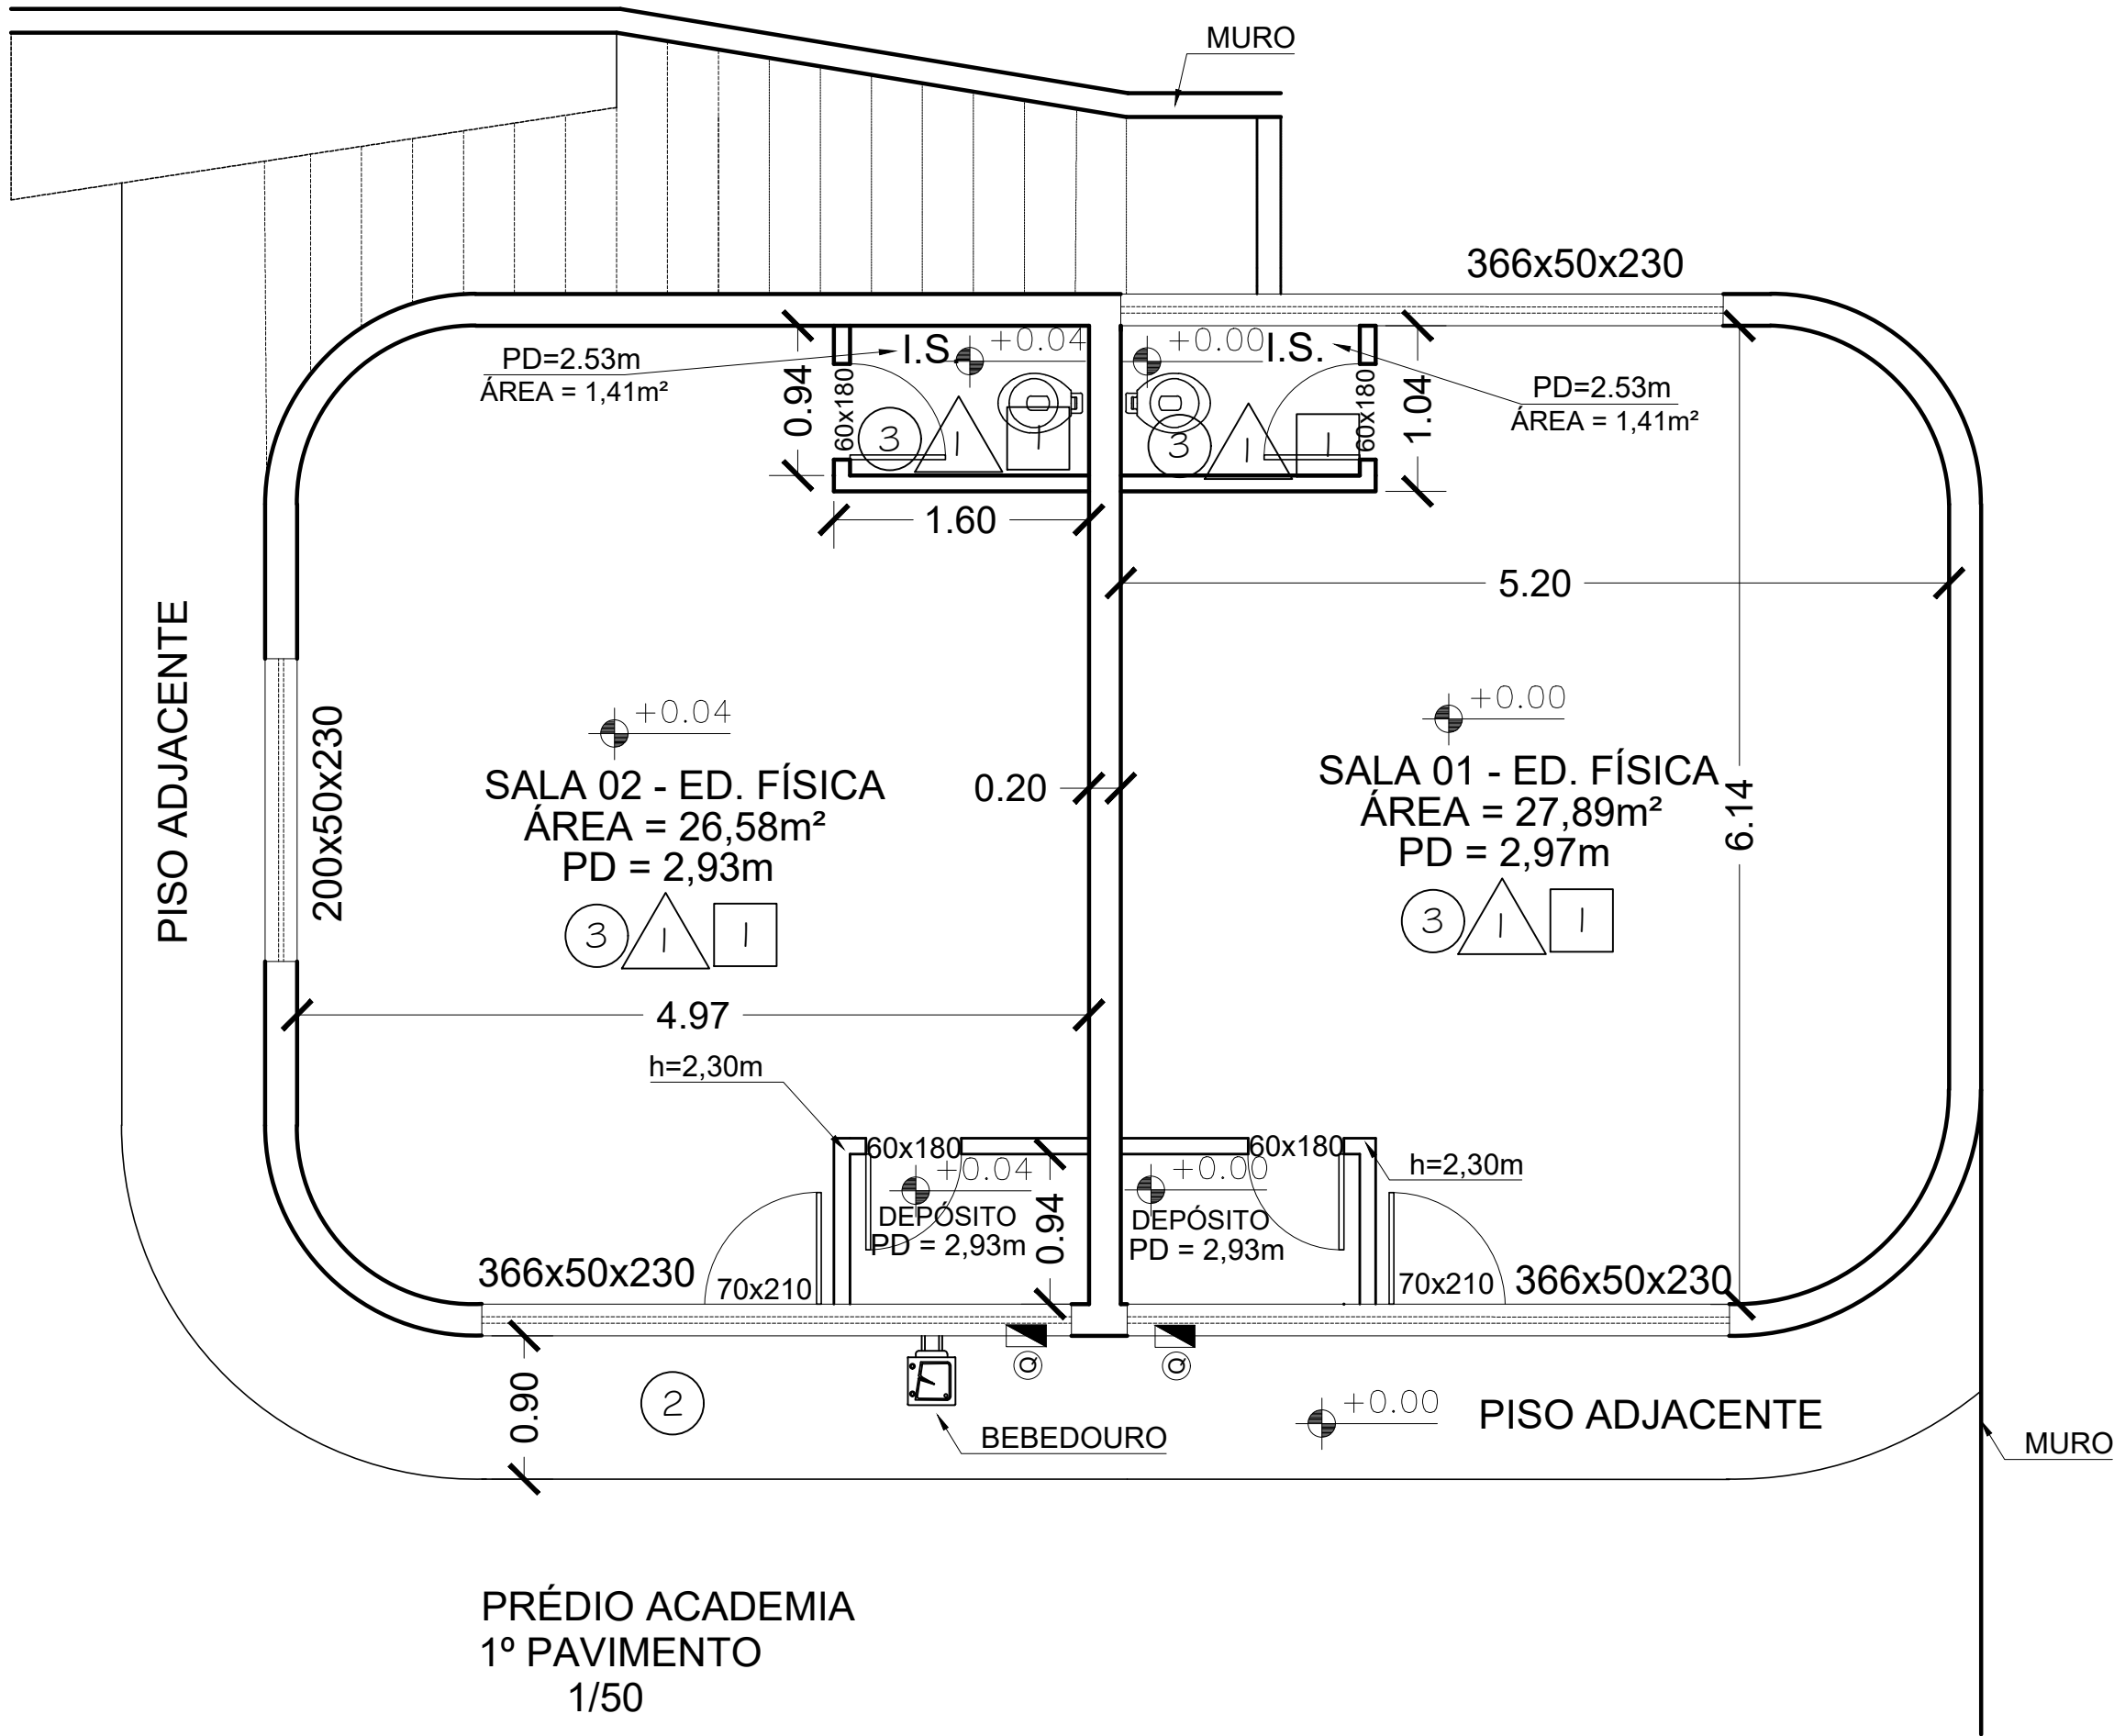 MURO
366x50x230
I.S.
+0.04
+0.00
I.S.
PD=2.53m
ÁREA = 1,41m²
0.94
60x180
3
1
1
3
1
1
60x180
1.04
PD=2.53m
ÁREA = 1,41m²
1.60
5.20
PISO ADJACENTE
200x50x230
+0.04
SALA 02 - ED. FÍSICA
ÁREA = 26,58m²
PD = 2,93m
3
1
1
0.20
+0.00
SALA 01 - ED. FÍSICA
ÁREA = 27,89m²
PD = 2,97m
3
1
1
6.14
4.97
h=2,30m
60x180
+0.04
DEPÓSITO
PD = 2,93m
0.94
60x180
+0.00
DEPÓSITO
PD = 2,93m
h=2,30m
366x50x230
70x210
70x210
366x50x230
0.90
2
Q
Q
BEBEDOURO
+0.00
PISO ADJACENTE
MURO
PRÉDIO ACADEMIA
1º PAVIMENTO
1/50